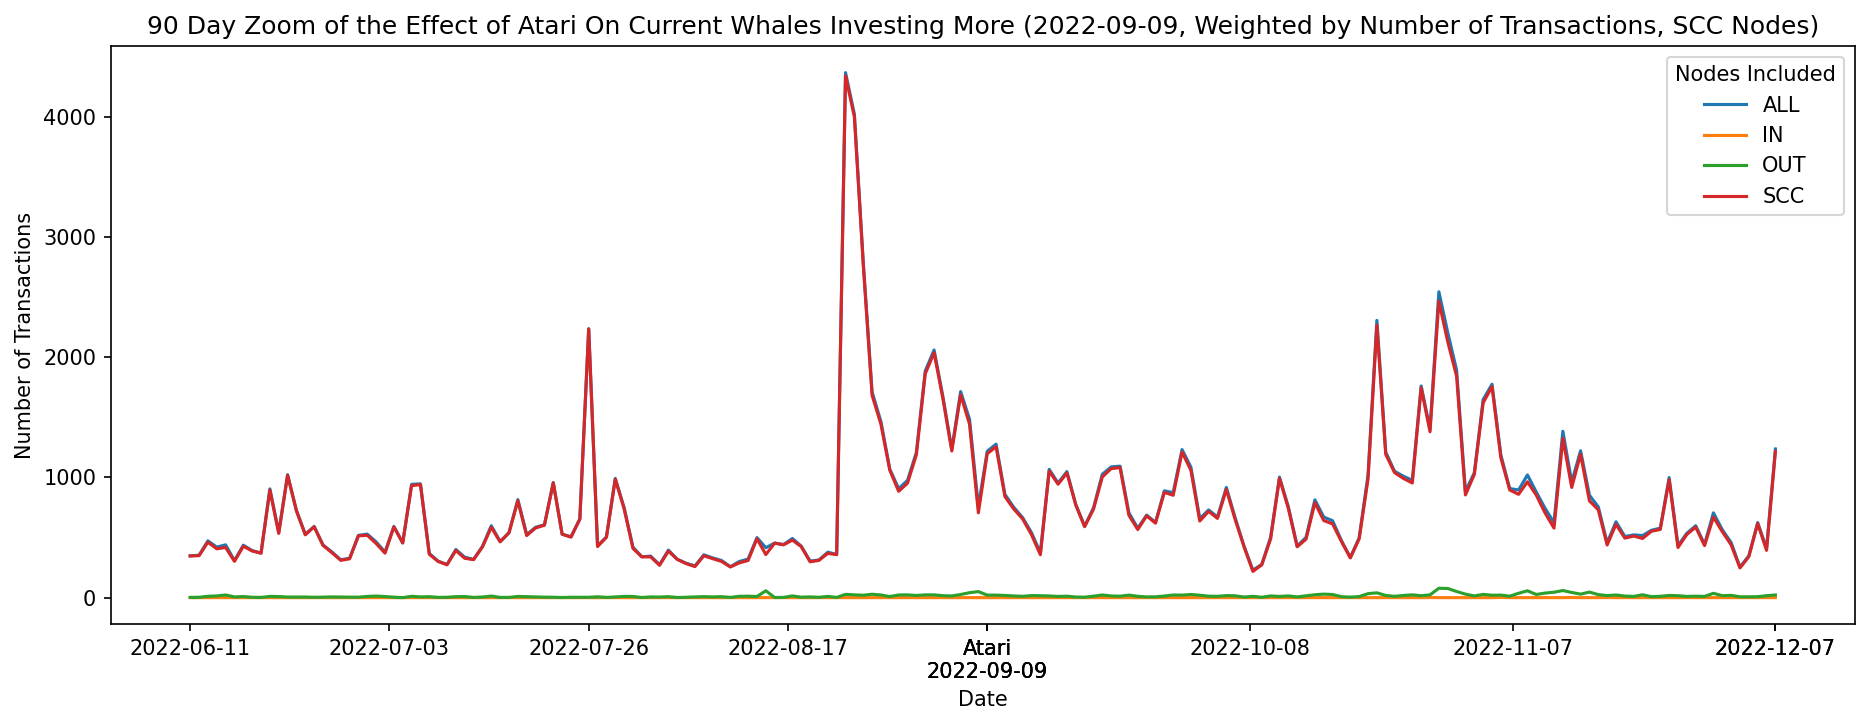 90 Day Zoom of the Effect of Atari On Current Whales Investing More (2022-09-09, Weighted by Number of Transactions, SCC Nodes)
Nodes Included
ALL
IN
OUT
SCC
Number of Transactions
4000
3000
2000
1000
0
2022-06-11
2022-07-03
2022-07-26
2022-08-17
Atari
2022-09-09
2022-10-08
2022-11-07
2022-12-07
Date